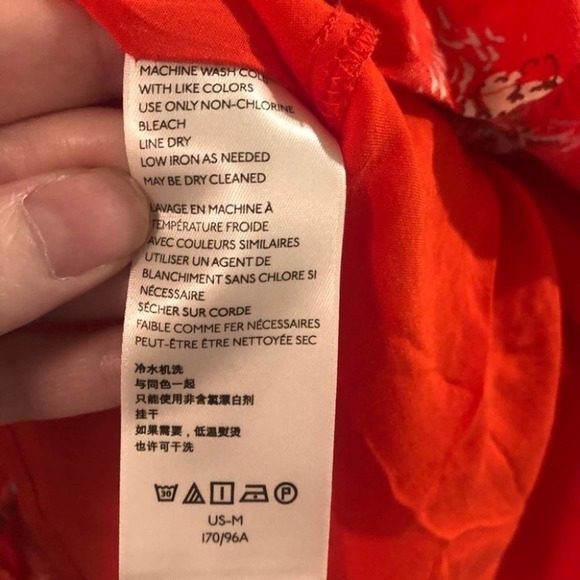 MACHINE WASH COLD
WITH LIKE COLORS
USE ONLY NON-CHLORINE
BLEACH
LINE DRY
LOW IRON AS NEEDED
MAY BE DRY CLEANED
LAVAGE EN MACHINE À
TEMPÉRATURE FROIDE
AVEC COULEURS SIMILAIRES
UTILISER UN AGENT DE
BLANCHIMENT SANS CHLORE SI
NÉCESSAIRE
SÉCHER SUR CORDE
FAIBLE COMME FER NÉCESSAIRES
PEUT-ÊTRE ÊTRE NETTOYÉE SEC
冷水机洗
与同色一起
只能使用非含氯漂白剂
挂干
如果需要，低温熨烫
也许可干洗
30 P
US-M
170/96A